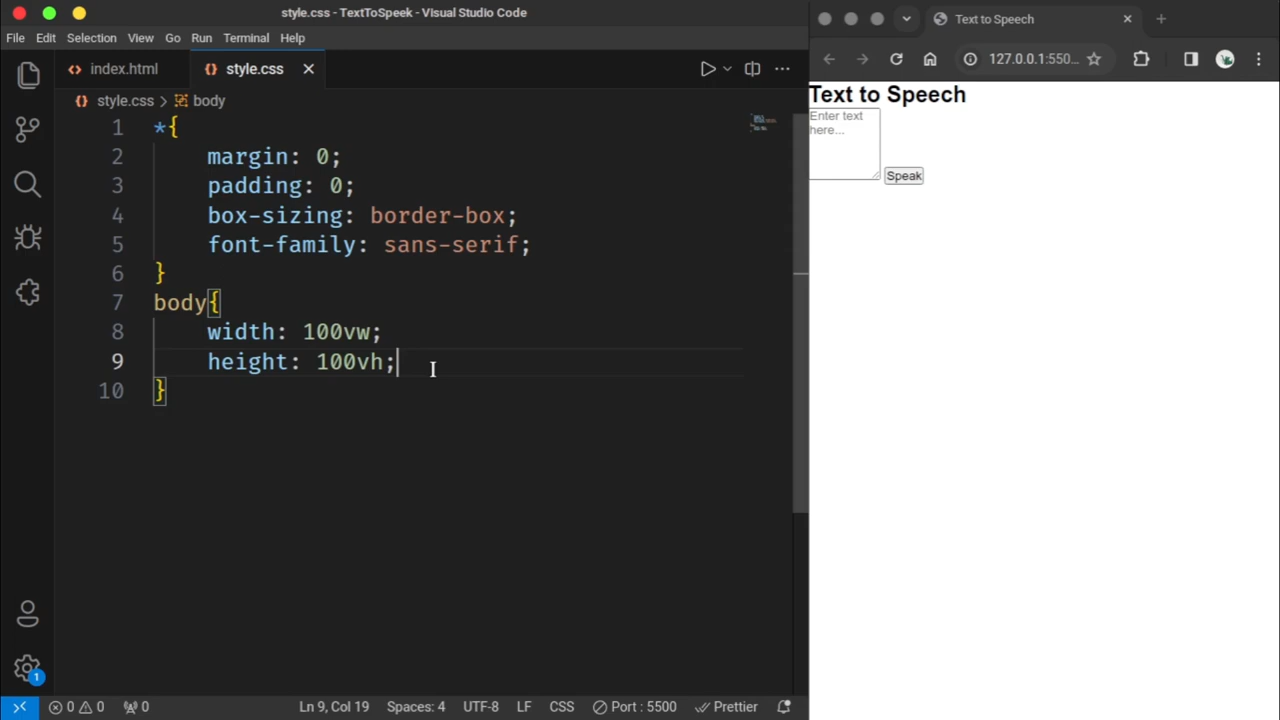 style.css - TextToSpeek - Visual Studio Code
File Edit Selection View Go Run Terminal Help
index.html style.css
style.css > body
1 *{
2 margin: 0;
3 padding: 0;
4 box-sizing: border-box;
5 font-family: sans-serif;
6 }
7 body{
8 width: 100vw;
9 height: 100vh;
10 }
1
0 0 0 Ln 9, Col 19 Spaces: 4 UTF-8 LF CSS Port : 5500 Prettier
Text to Speech
127.0.0.1:550...
Text to Speech
Enter text
here...
Speak